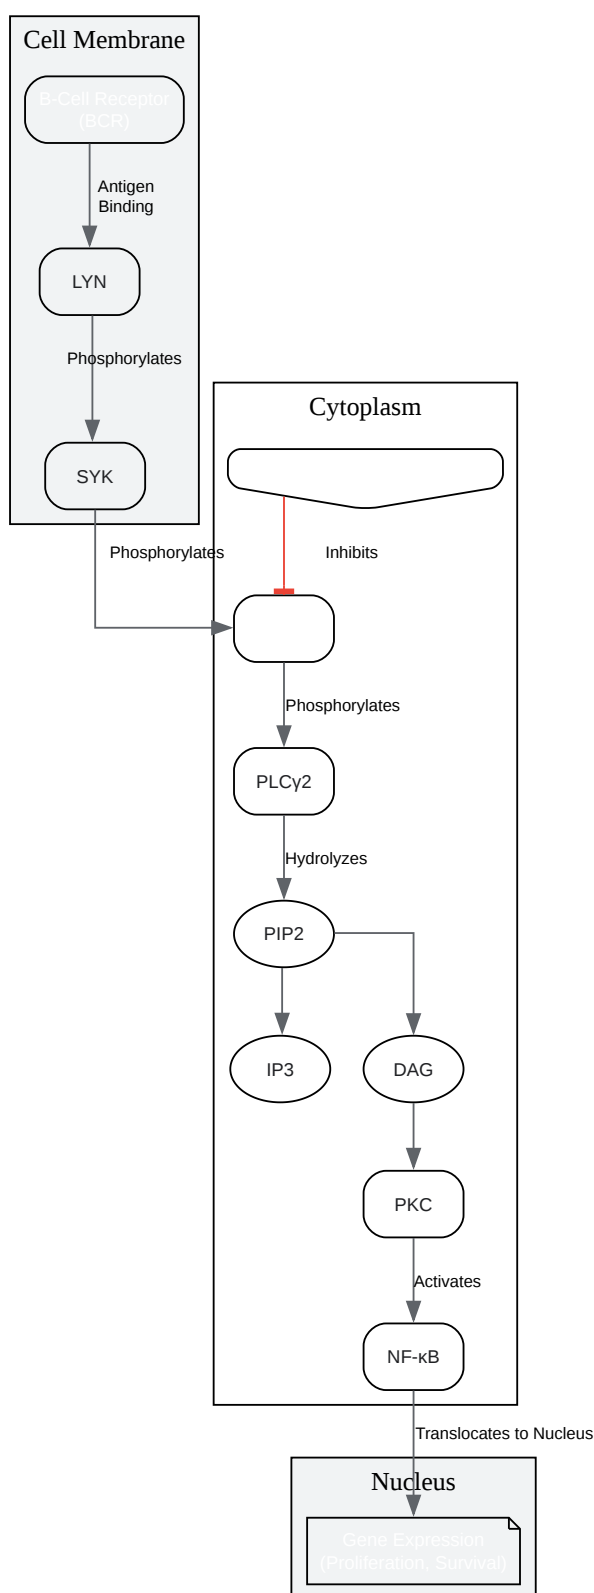 Cell Membrane
B-Cell Receptor
(BCR)
Antigen
Binding
LYN
Phosphorylates
SYK
Phosphorylates
Cytoplasm
Inhibits
Phosphorylates
PLCγ2
Hydrolyzes
PIP2
IP3
DAG
PKC
Activates
NF-κB
Translocates to Nucleus
Nucleus
Gene Expression
(Proliferation, Survival)